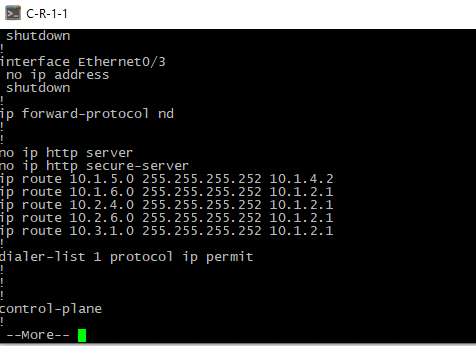 C-R-1-1
shutdown
!
interface Ethernet0/3
no ip address
shutdown
!
ip forward-protocol nd
!
!
no ip http server
no ip http secure-server
ip route 10.1.5.0 255.255.255.252 10.1.4.2
ip route 10.1.6.0 255.255.255.252 10.1.2.1
ip route 10.2.4.0 255.255.255.252 10.1.2.1
ip route 10.2.6.0 255.255.255.252 10.1.2.1
ip route 10.3.1.0 255.255.255.252 10.1.2.1
!
dialer-list 1 protocol ip permit
!
!
!
control-plane
!
--More--